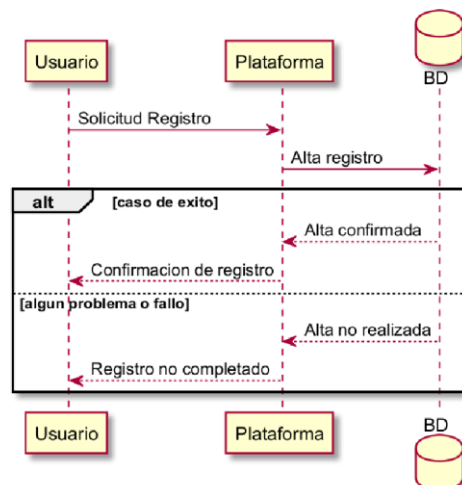 Usuario
Plataforma
BD
Solicitud Registro
Alta registro
alt
[caso de exito]
Alta confirmada
Confirmacion de registro
[algun problema o fallo]
Alta no realizada
Registro no completado
Usuario
Plataforma
BD